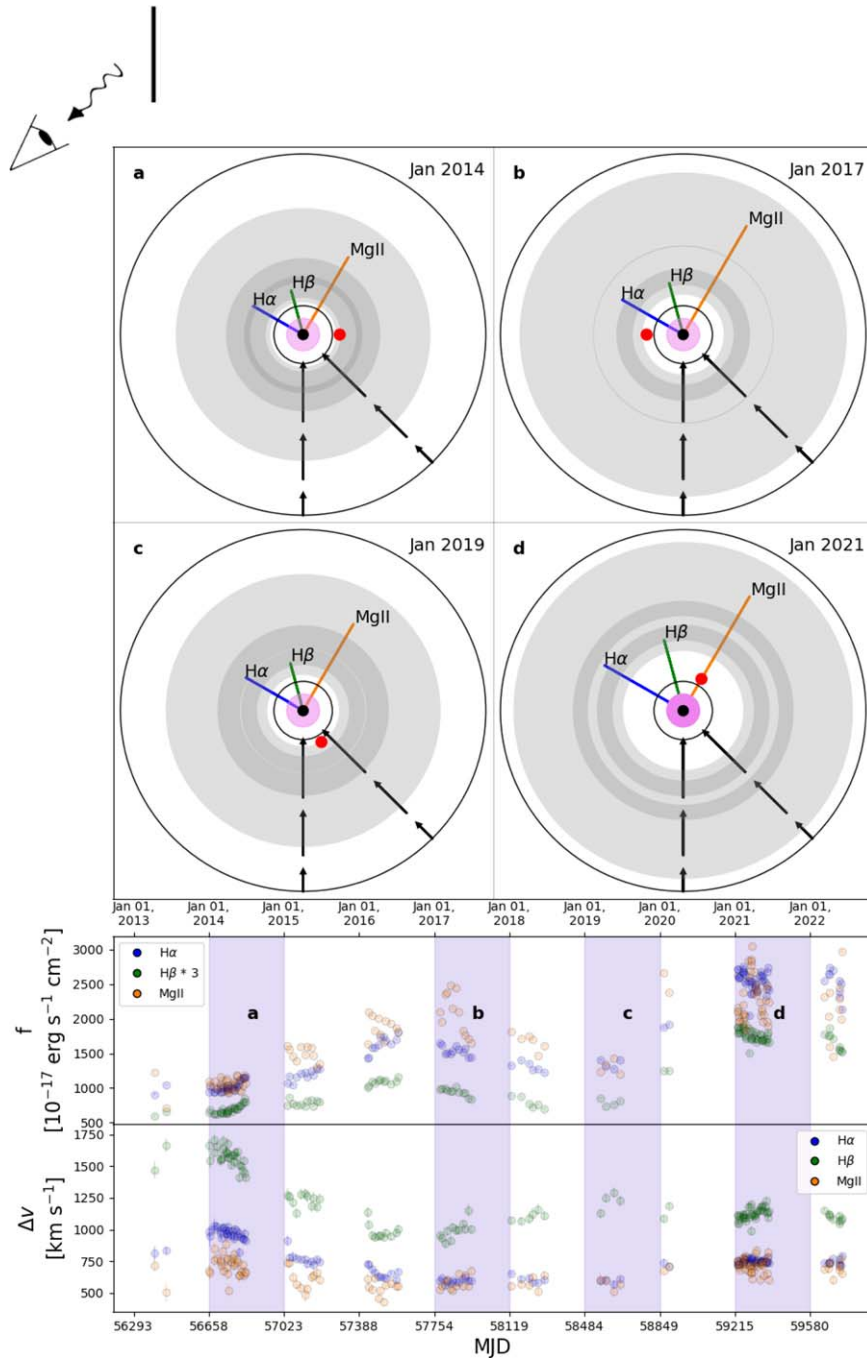 a Jan 2014
MgII
Hβ
Hα
b Jan 2017
MgII
Hβ
Hα
c Jan 2019
MgII
Hβ
Hα
d Jan 2021
MgII
Hβ
Hα
Jan 01, Jan 01, Jan 01, Jan 01, Jan 01, Jan 01, Jan 01, Jan 01, Jan 01, Jan 01,
2013 2014 2015 2016 2017 2018 2019 2020 2021 2022
f
[10⁻¹⁷ erg s⁻¹ cm⁻²]
3000
2500
2000
1500
1000
500
Hα
Hβ * 3
MgII
a b c d
Δv
[km s⁻¹]
1750
1500
1250
1000
750
500
Hα
Hβ
MgII
56293 56658 57023 57388 57754 58119 58484 58849 59215 59580
MJD